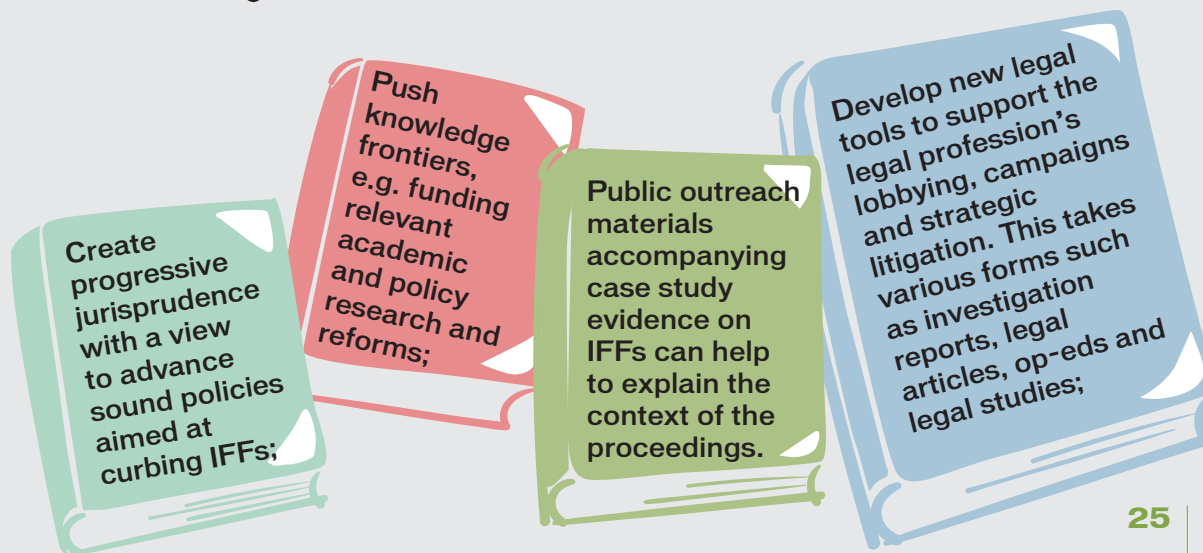 Create
progressive
jurisprudence
with a view
to advance
sound policies
aimed at
curbing IFFs;
Push
knowledge
frontiers,
e.g. funding
relevant
academic
and policy
research and
reforms;
Public outreach
materials
accompanying
case study
evidence on
IFFs can help
to explain the
context of the
proceedings.
Develop new legal
tools to support the
legal profession’s
lobbying, campaigns
and strategic
litigation. This takes
various forms such
as investigation
reports, legal
articles, op-eds and
legal studies;
25